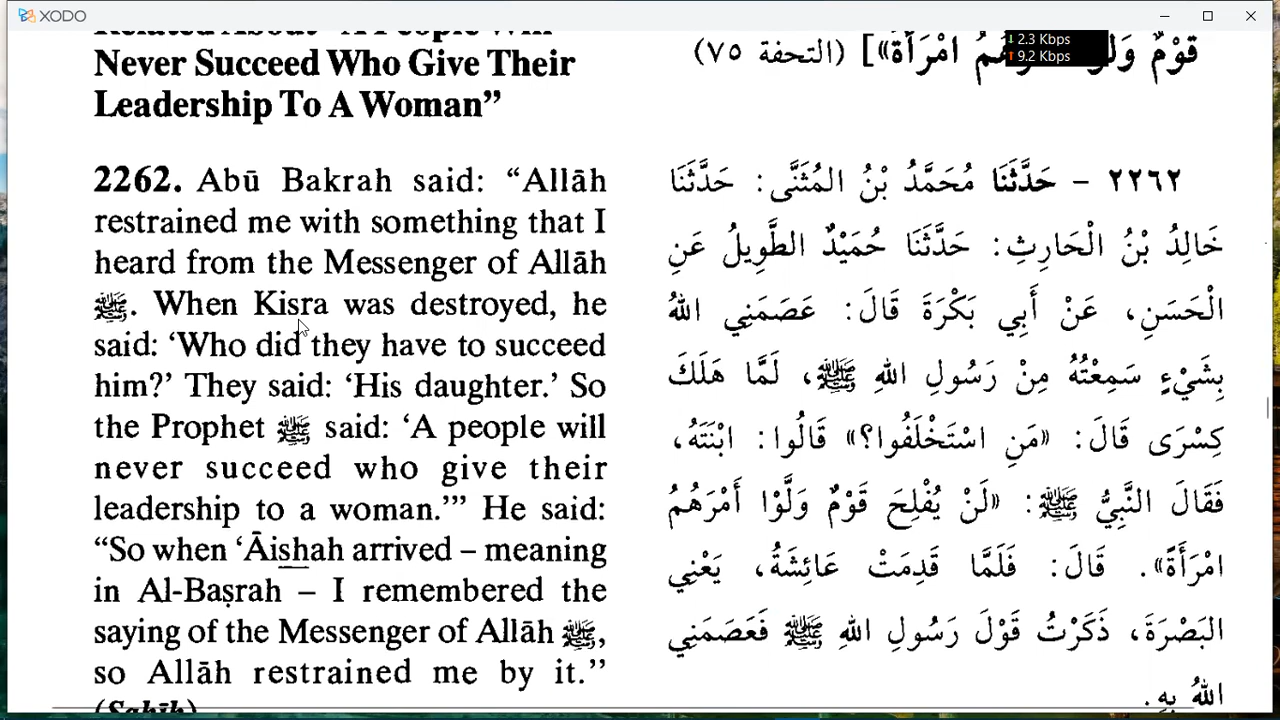 XODO
Related About "A People Will
Never Succeed Who Give Their
Leadership To A Woman"
2262. Abū Bakrah said: "Allāh
restrained me with something that I
heard from the Messenger of Allāh
ﷺ. When Kisra was destroyed, he
said: 'Who did they have to succeed
him?' They said: 'His daughter.' So
the Prophet ﷺ said: 'A people will
never succeed who give their
leadership to a woman.'" He said:
"So when 'Āishah arrived – meaning
in Al-Baṣrah – I remembered the
saying of the Messenger of Allāh ﷺ,
so Allāh restrained me by it."
(Ṣaḥīḥ)
↓ 2.3 Kbps
↑ 9.2 Kbps
قَوْمٌ امْرَأَةً»] (التحفة ٧٥)
٢٢٦٢ – حَدَّثَنَا مُحَمَّدُ بْنُ المُثَنَّى: حَدَّثَنَا
خَالِدُ بْنُ الْحَارِثِ: حَدَّثَنَا حُمَيْدٌ الطَّوِيلُ عَنِ
الْحَسَنِ، عَنْ أَبِي بَكْرَةَ قَالَ: عَصَمَنِي اللهُ
بِشَيْءٍ سَمِعْتُهُ مِنْ رَسُولِ اللهِ ﷺ، لَمَّا هَلَكَ
كِسْرَى قَالَ: «مَنِ اسْتَخْلَفُوا؟» قَالُوا: ابْنَتَهُ،
فَقَالَ النَّبِيُّ ﷺ: «لَنْ يُفْلِحَ قَوْمٌ وَلَّوْا أَمْرَهُمُ
امْرَأَةً». قَالَ: فَلَمَّا قَدِمَتْ عَائِشَةُ، يَعْنِي
البَصْرَةَ، ذَكَرْتُ قَوْلَ رَسُولِ اللهِ ﷺ فَعَصَمَنِي
اللهُ بِهِ.